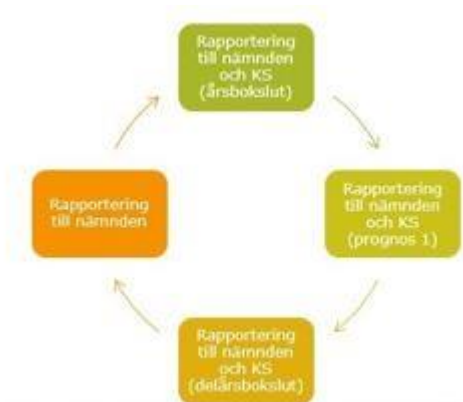 Rapportering
till nämnden
och KS
(årsbokslut)
Rapportering
till nämnden
Rapportering
till nämnden
och KS
(prognos 1)
Rapportering
till nämnden
och KS
(delårsbokslut)